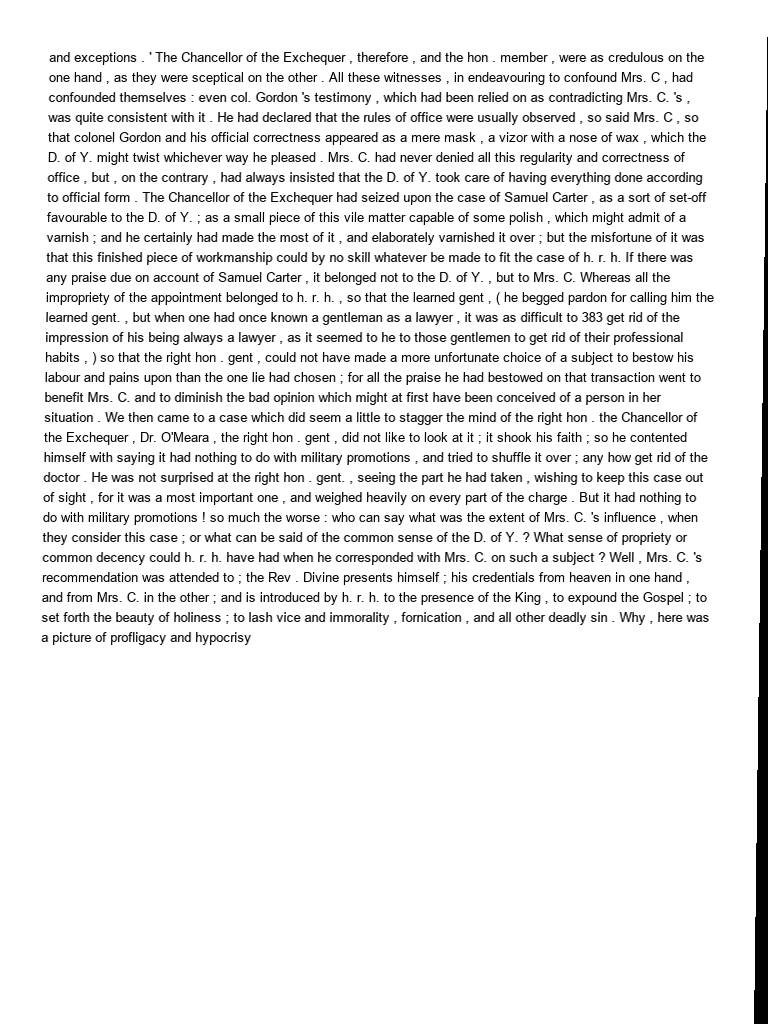 and exceptions . ' The Chancellor of the Exchequer , therefore , and the hon . member , were as credulous on the
one hand , as they were sceptical on the other . All these witnesses , in endeavouring to confound Mrs. C , had
confounded themselves : even col. Gordon 's testimony , which had been relied on as contradicting Mrs. C. 's ,
was quite consistent with it . He had declared that the rules of office were usually observed , so said Mrs. C , so
that colonel Gordon and his official correctness appeared as a mere mask , a vizor with a nose of wax , which the
D. of Y. might twist whichever way he pleased . Mrs. C. had never denied all this regularity and correctness of
office , but , on the contrary , had always insisted that the D. of Y. took care of having everything done according
to official form . The Chancellor of the Exchequer had seized upon the case of Samuel Carter , as a sort of set-off
favourable to the D. of Y. ; as a small piece of this vile matter capable of some polish , which might admit of a
varnish ; and he certainly had made the most of it , and elaborately varnished it over ; but the misfortune of it was
that this finished piece of workmanship could by no skill whatever be made to fit the case of h. r. h. If there was
any praise due on account of Samuel Carter , it belonged not to the D. of Y. , but to Mrs. C. Whereas all the
impropriety of the appointment belonged to h. r. h. , so that the learned gent , ( he begged pardon for calling him the
learned gent. , but when one had once known a gentleman as a lawyer , it was as difficult to 383 get rid of the
impression of his being always a lawyer , as it seemed to he to those gentlemen to get rid of their professional
habits , ) so that the right hon . gent , could not have made a more unfortunate choice of a subject to bestow his
labour and pains upon than the one lie had chosen ; for all the praise he had bestowed on that transaction went to
benefit Mrs. C. and to diminish the bad opinion which might at first have been conceived of a person in her
situation . We then came to a case which did seem a little to stagger the mind of the right hon . the Chancellor of
the Exchequer , Dr. O'Meara , the right hon . gent , did not like to look at it ; it shook his faith ; so he contented
himself with saying it had nothing to do with military promotions , and tried to shuffle it over ; any how get rid of the
doctor . He was not surprised at the right hon . gent. , seeing the part he had taken , wishing to keep this case out
of sight , for it was a most important one , and weighed heavily on every part of the charge . But it had nothing to
do with military promotions ! so much the worse : who can say what was the extent of Mrs. C. 's influence , when
they consider this case ; or what can be said of the common sense of the D. of Y. ? What sense of propriety or
common decency could h. r. h. have had when he corresponded with Mrs. C. on such a subject ? Well , Mrs. C. 's
recommendation was attended to ; the Rev . Divine presents himself ; his credentials from heaven in one hand ,
and from Mrs. C. in the other ; and is introduced by h. r. h. to the presence of the King , to expound the Gospel ; to
set forth the beauty of holiness ; to lash vice and immorality , fornication , and all other deadly sin . Why , here was
a picture of profligacy and hypocrisy